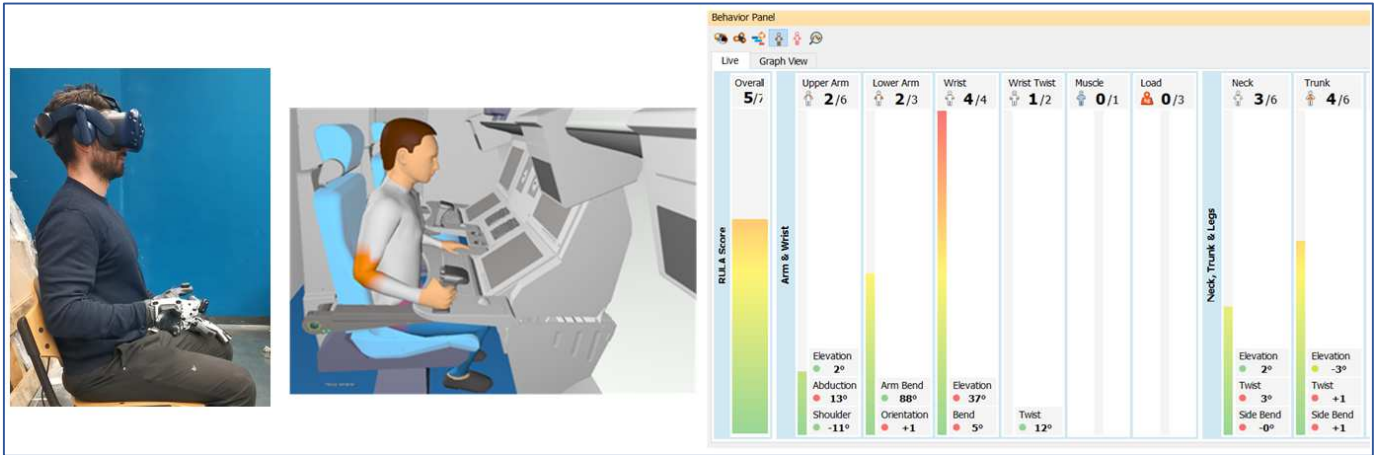 Behavior Panel
Live Graph View
Overall Upper Arm Lower Arm Wrist Wrist Twist Muscle Load Neck Trunk
5/7 2/6 2/3 4/4 1/2 0/1 0/3 3/6 4/6
RULA Score
Arm & Wrist
Neck, Trunk & Legs
Elevation Elevation Elevation
2° 2° -3°
Abduction Arm Bend Elevation Twist Twist
13° 88° 37° 3° +1
Shoulder Orientation Bend Twist Side Bend Side Bend
-11° +1 5° 12° -0° +1